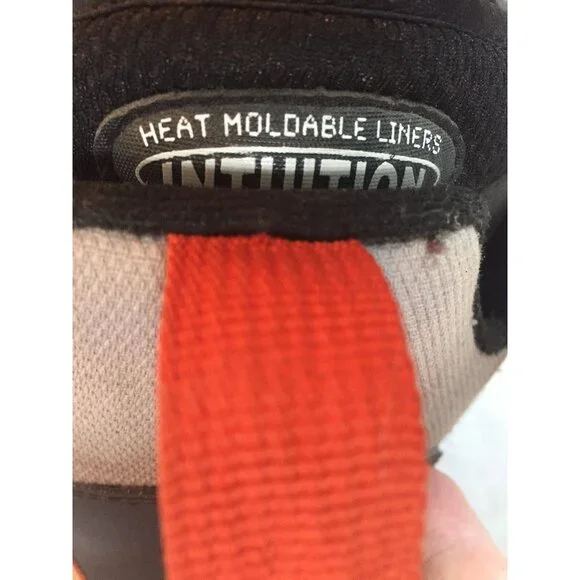 HEAT MOLDABLE LINERS
INTUITION